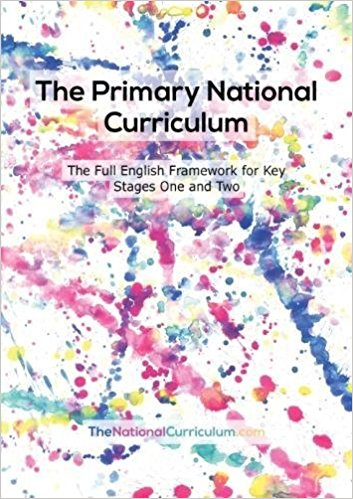 The Primary National
Curriculum
The Full English Framework for Key
Stages One and Two
TheNationalCurriculum.com